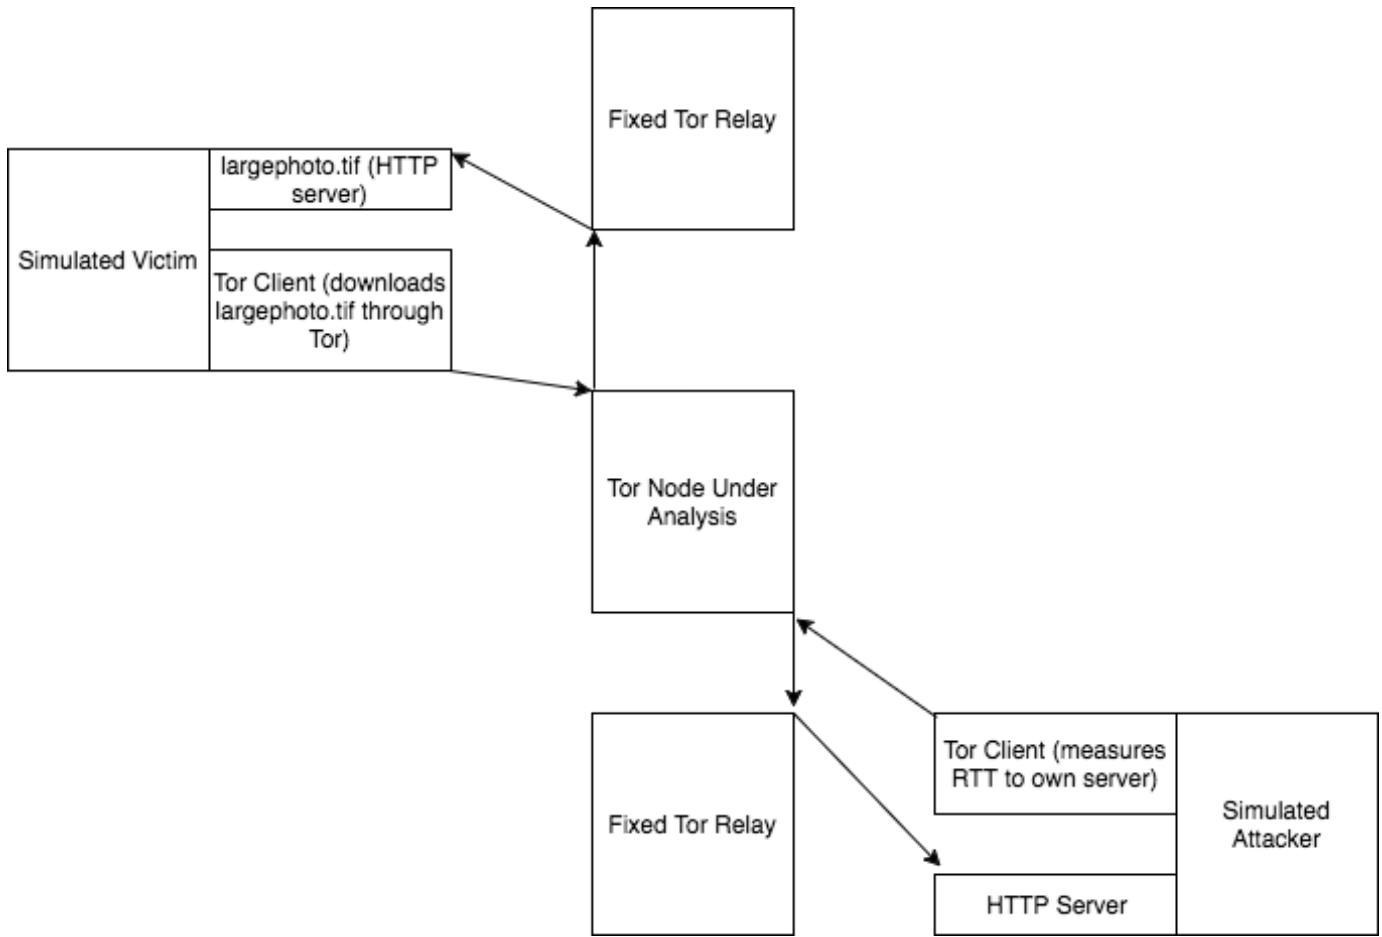 Fixed Tor Relay
largephoto.tif (HTTP
server)
Simulated Victim
Tor Client (downloads
largephoto.tif through
Tor)
Tor Node Under
Analysis
Fixed Tor Relay
Tor Client (measures
RTT to own server)
Simulated
Attacker
HTTP Server